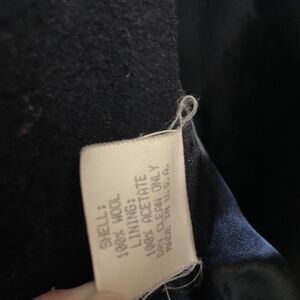 SHELL:
100% WOOL
LINING:
100% ACETATE
DRY CLEAN ONLY
MADE IN U.S.A.